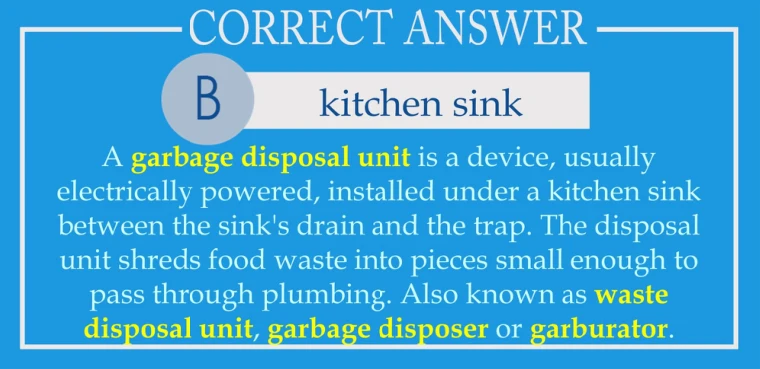 CORRECT ANSWER
B kitchen sink
A garbage disposal unit is a device, usually
electrically powered, installed under a kitchen sink
between the sink's drain and the trap. The disposal
unit shreds food waste into pieces small enough to
pass through plumbing. Also known as waste
disposal unit, garbage disposer or garburator.